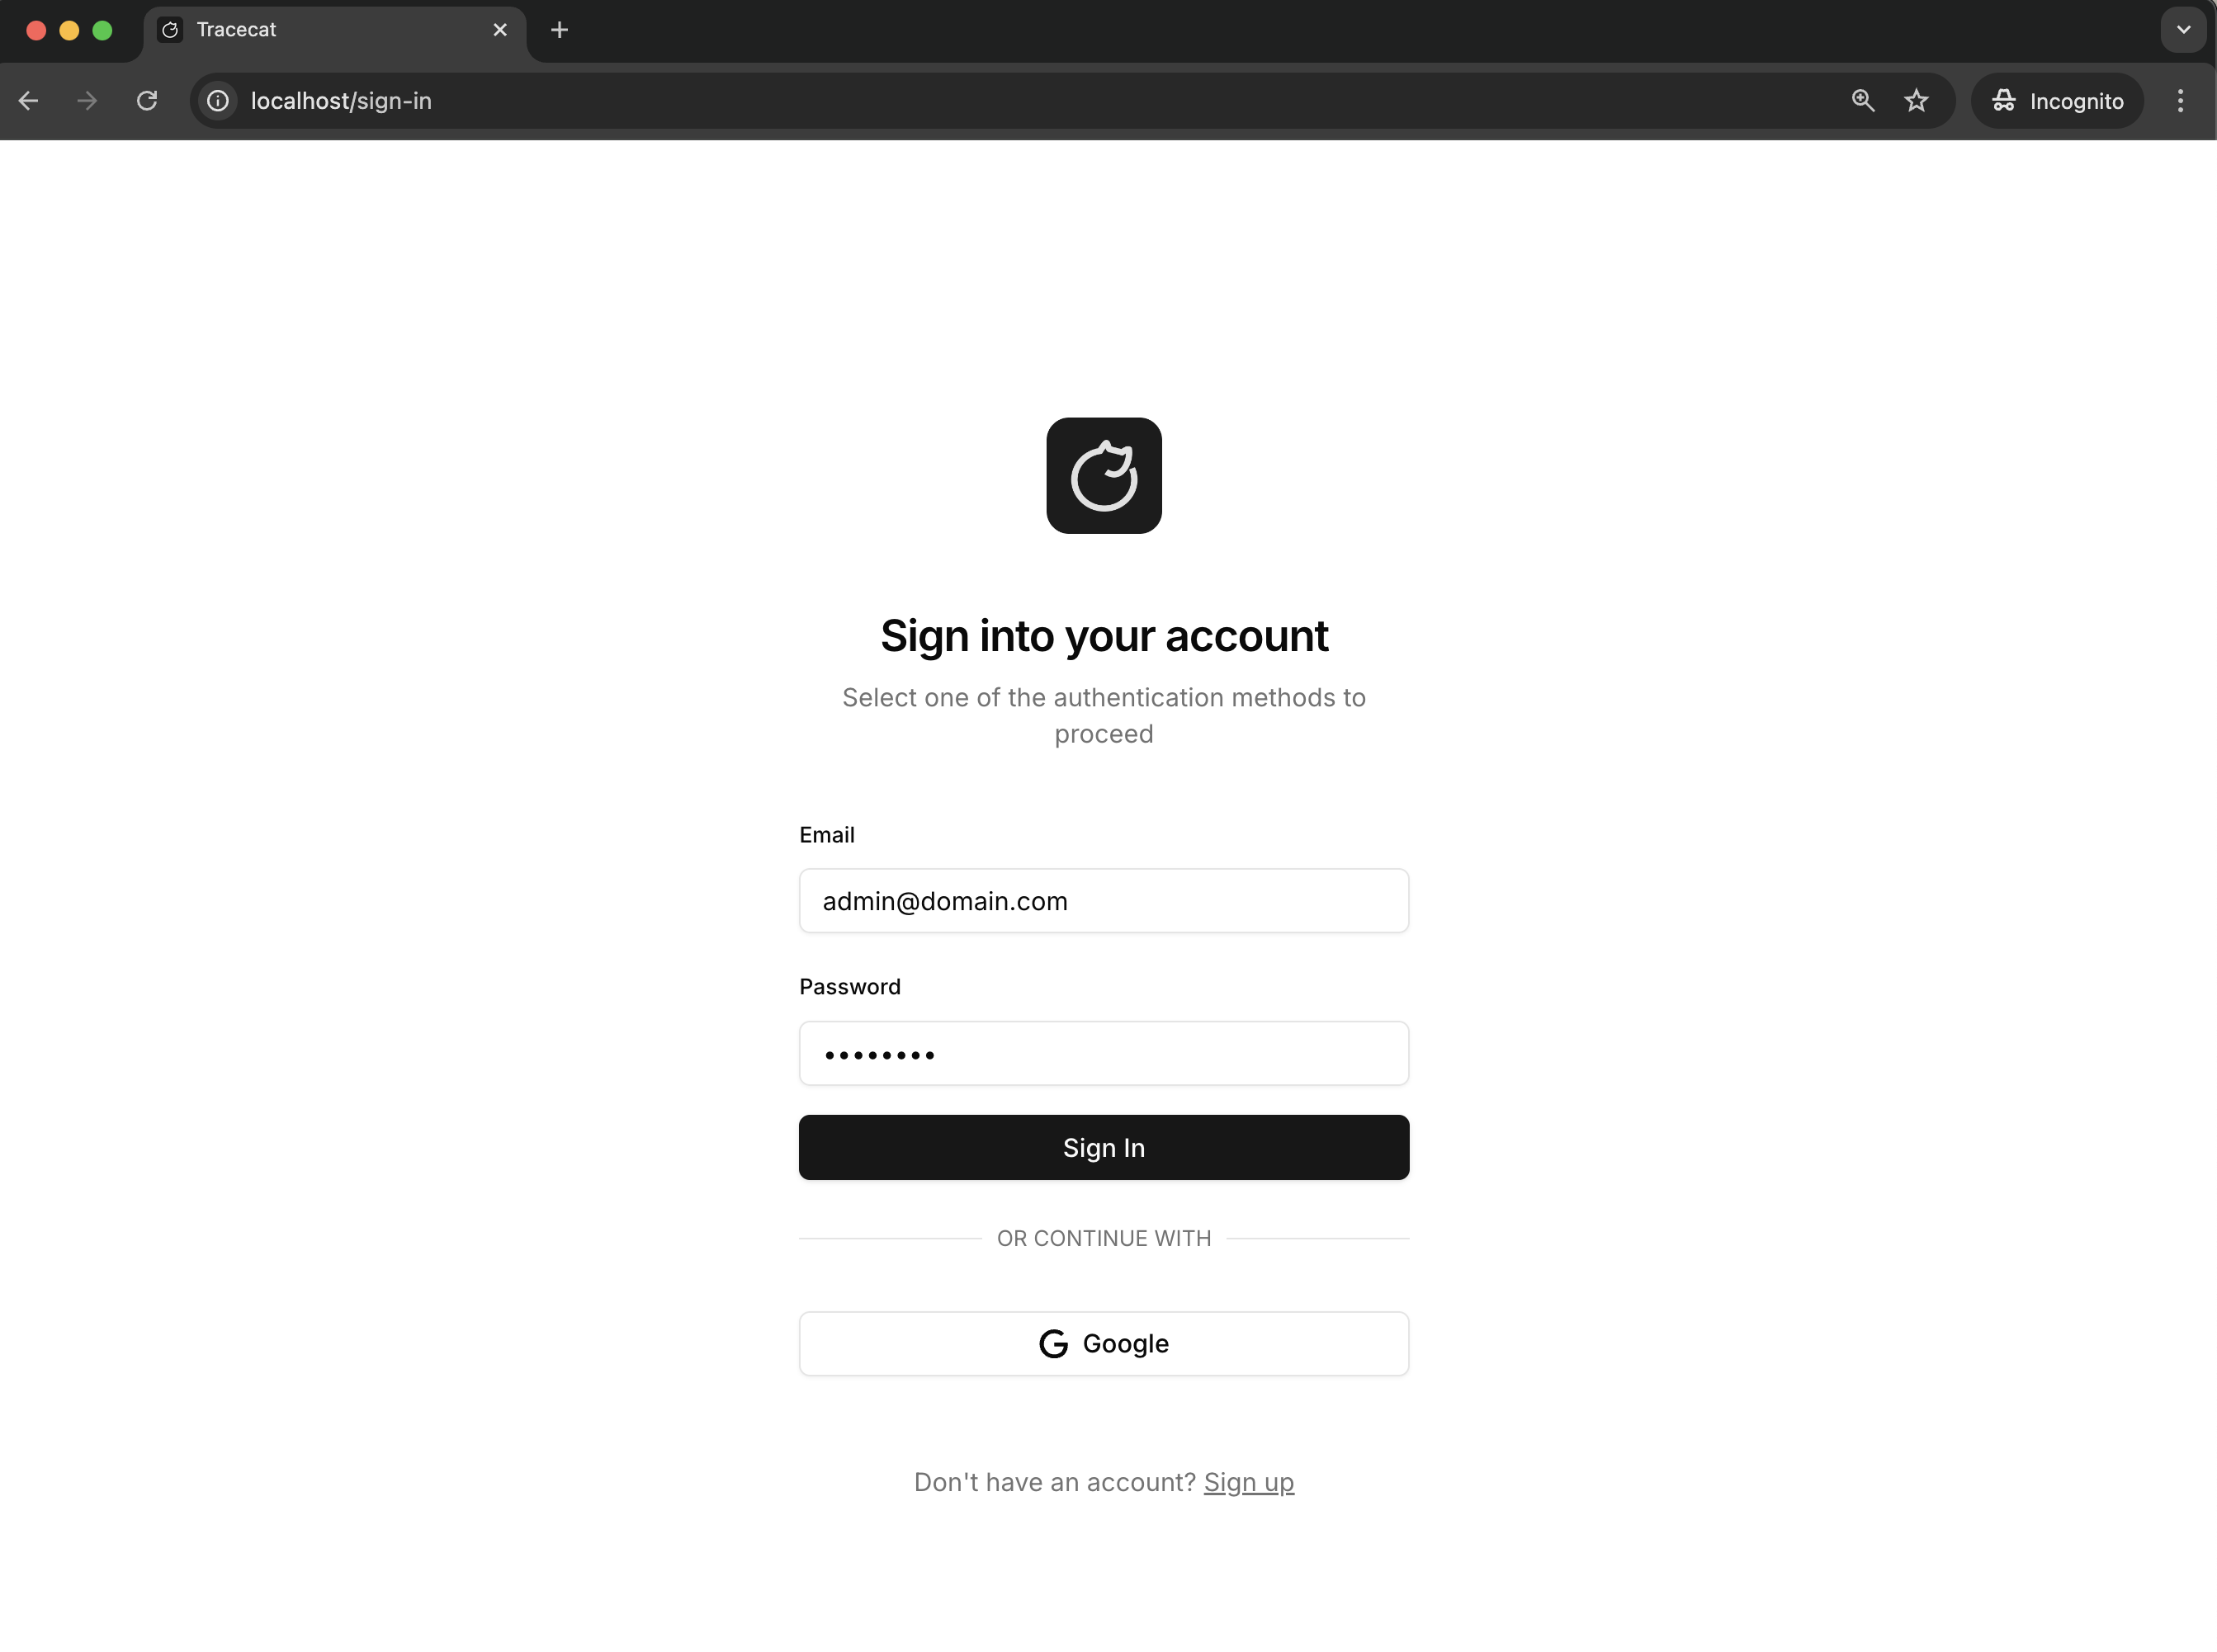 Tracecat
localhost/sign-in
Incognito
Sign into your account
Select one of the authentication methods to
proceed
Email
admin@domain.com
Password
••••••••
Sign In
OR CONTINUE WITH
Google
Don't have an account? Sign up